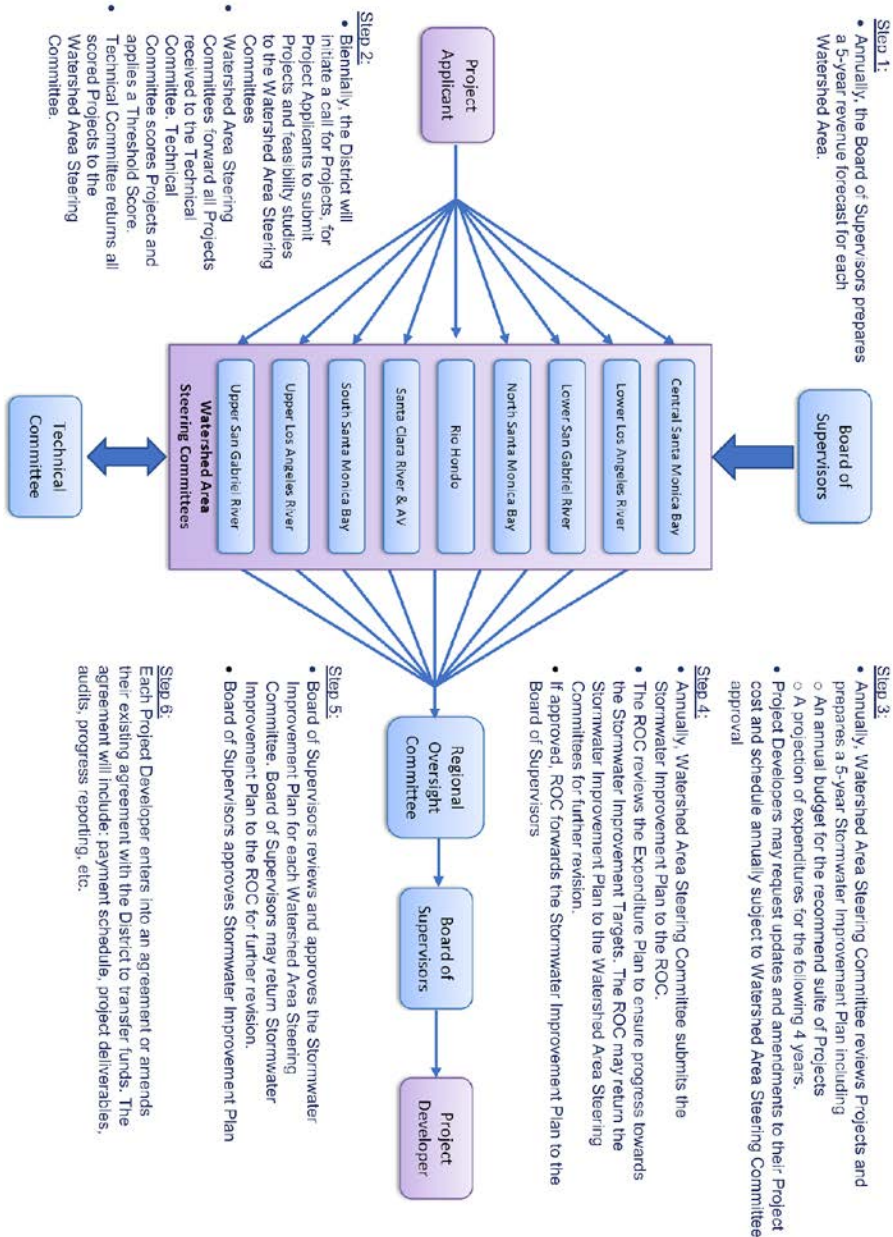 Step 1:
• Annually, the Board of Supervisors prepares
a 5-year revenue forecast for each
Watershed Area.
Project
Applicant
Step 2:
• Biennially, the District will
initiate a call for Projects, for
Project Applicants to submit
Projects and feasibility studies
to the Watershed Area Steering
Committees
• Watershed Area Steering
Committees forward all Projects
received to the Technical
Committee. Technical
Committee scores Projects and
applies a Threshold Score.
• Technical Committee returns all
scored Projects to the
Watershed Area Steering
Committee.
Board of
Supervisors
Central Santa Monica Bay
Lower Los Angeles River
Lower San Gabriel River
North Santa Monica Bay
Rio Hondo
Santa Clara River & AV
South Santa Monica Bay
Upper Los Angeles River
Upper San Gabriel River
Watershed Area
Steering Committees
Technical
Committee
Step 3:
• Annually, Watershed Area Steering Committee reviews Projects and
prepares a 5-year Stormwater Improvement Plan including
○ An annual budget for the recommend suite of Projects
○ A projection of expenditures for the following 4 years.
• Project Developers may request updates and amendments to their Project
cost and schedule annually subject to Watershed Area Steering Committee
approval
Step 4:
• Annually, Watershed Area Steering Committee submits the
Stormwater Improvement Plan to the ROC.
• The ROC reviews the Expenditure Plan to ensure progress towards
the Stormwater Improvement Targets. The ROC may return the
Stormwater Improvement Plan to the Watershed Area Steering
Committees for further revision.
• If approved, ROC forwards the Stormwater Improvement Plan to the
Board of Supervisors
Regional
Oversight
Committee
Board of
Supervisors
Project
Developer
Step 5:
• Board of Supervisors reviews and approves the Stormwater
Improvement Plan for each Watershed Area Steering
Committee. Board of Supervisors may return Stormwater
Improvement Plan to the ROC for further revision.
• Board of Supervisors approves Stormwater Improvement Plan
Step 6:
Each Project Developer enters into an agreement or amends
their existing agreement with the District to transfer funds. The
agreement will include: payment schedule, project deliverables,
audits, progress reporting, etc.